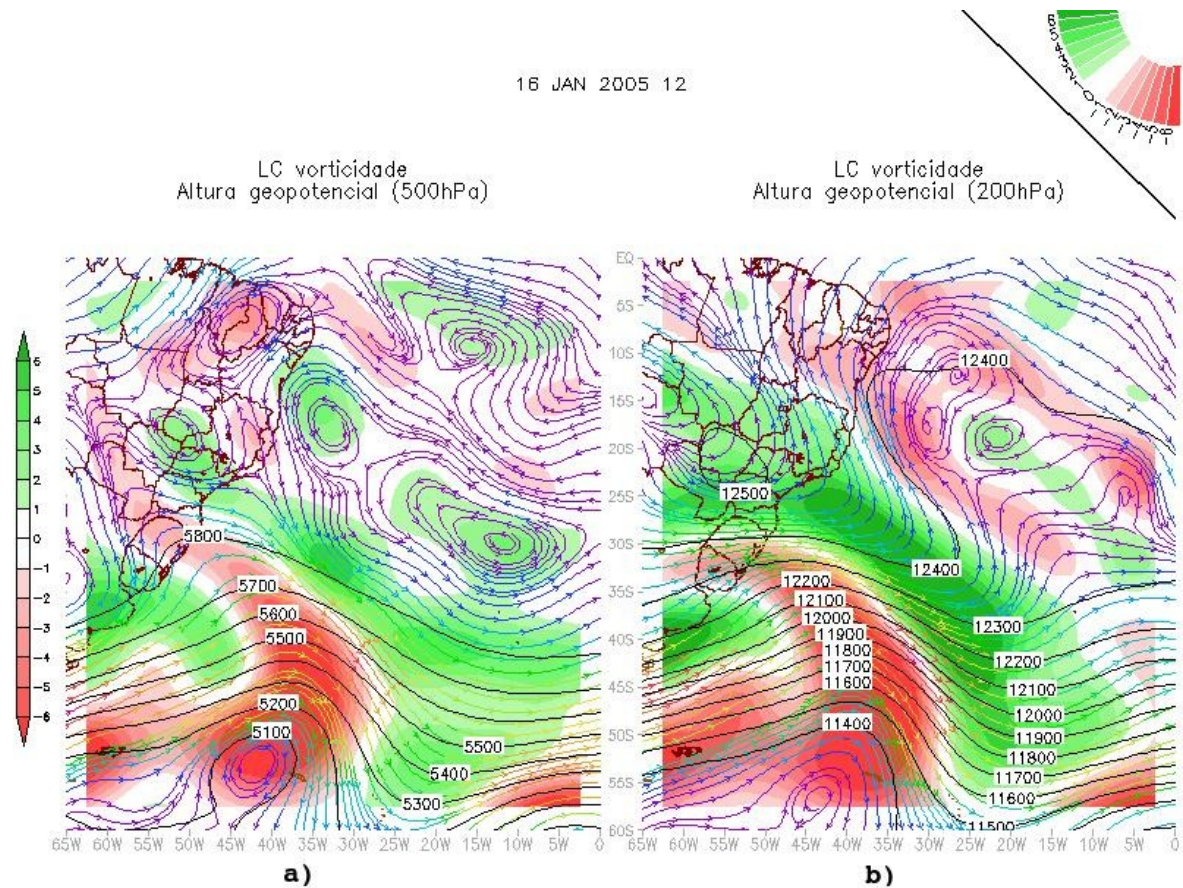 16 JAN 2005 12
LC vorticidade
Altura geopotencial (500hPa)
LC vorticidade
Altura geopotencial (200hPa)
6
5
4
3
2
1
0
-1
-2
-3
-4
-5
-6
5800
5700
5600
5500
5200
5100
5500
5400
5300
65W 60W 55W 50W 45W 40W 35W 30W 25W 20W 15W 10W 5W 0
a)
EQ
5S
10S
15S
20S
25S
30S
35S
40S
45S
50S
55S
60S
12400
12500
12400
12200
12100
12000
11900
11800
11700
11600
11400
12300
12200
12100
12000
11900
11800
11700
11600
11500
65W 60W 55W 50W 45W 40W 35W 30W 25W 20W 15W 10W 5W 0
b)